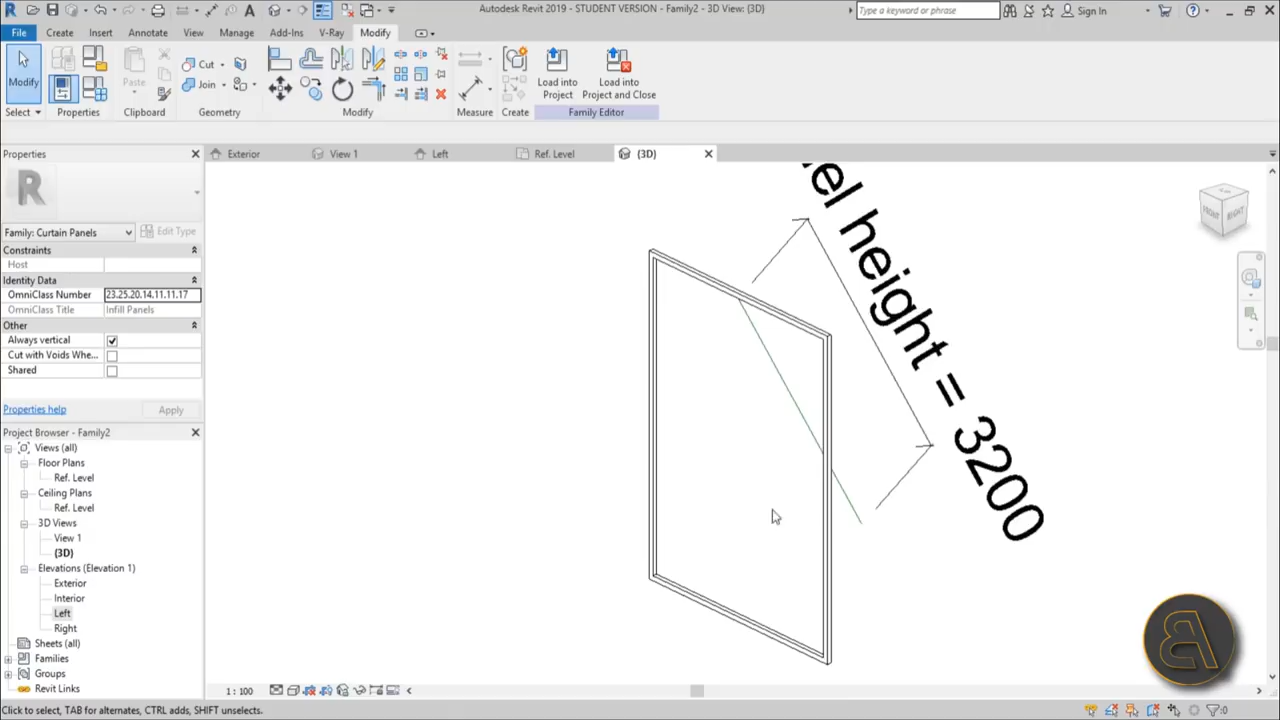 Autodesk Revit 2019 - STUDENT VERSION - Family2 - 3D View: {3D}
Type a keyword or phrase
Sign In
File Create Insert Annotate View Manage Add-Ins V-Ray Modify
Modify
Paste
Cut
Join
Load into Project
Load into Project and Close
Select Properties Clipboard Geometry Modify Measure Create Family Editor
Properties
Exterior View 1 Left Ref. Level {3D}
Family: Curtain Panels Edit Type
Constraints
Host
Identity Data
OmniClass Number 23.25.20.14.11.11.17
OmniClass Title Infill Panels
Other
Always vertical
Cut with Voids Whe...
Shared
Properties help Apply
Project Browser - Family2
Views (all)
Floor Plans
Ref. Level
Ceiling Plans
Ref. Level
3D Views
View 1
{3D}
Elevations (Elevation 1)
Exterior
Interior
Left
Right
Sheets (all)
Families
Groups
Revit Links
el height = 3200
FRONT RIGHT
1 : 100
Click to select, TAB for alternates, CTRL adds, SHIFT unselects.
:0